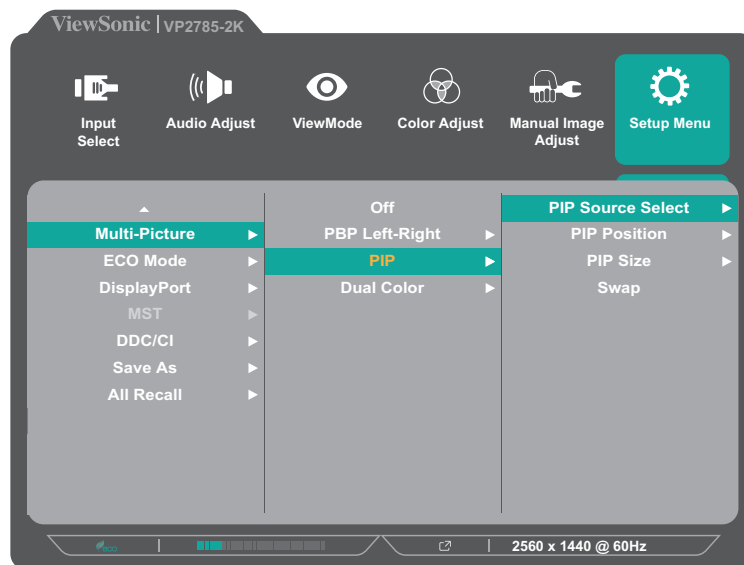 ViewSonic VP2785-2K
Input
Select
Audio Adjust
ViewMode
Color Adjust
Manual Image
Adjust
Setup Menu
Multi-Picture
ECO Mode
DisplayPort
MST
DDC/CI
Save As
All Recall
Off
PBP Left-Right
PIP
Dual Color
PIP Source Select
PIP Position
PIP Size
Swap
eco
2560 x 1440 @ 60Hz